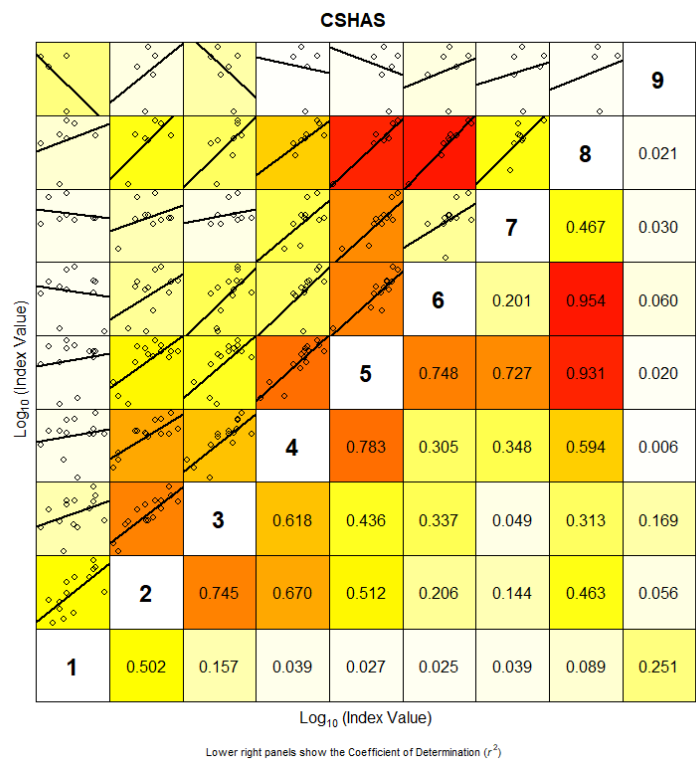 CSHAS
9
8 0.021
7 0.467 0.030
6 0.201 0.954 0.060
5 0.748 0.727 0.931 0.020
4 0.783 0.305 0.348 0.594 0.006
3 0.618 0.436 0.337 0.049 0.313 0.169
2 0.745 0.670 0.512 0.206 0.144 0.463 0.056
1 0.502 0.157 0.039 0.027 0.025 0.039 0.089 0.251
Log₁₀ (Index Value)
Log₁₀ (Index Value)
Lower right panels show the Coefficient of Determination (r²)